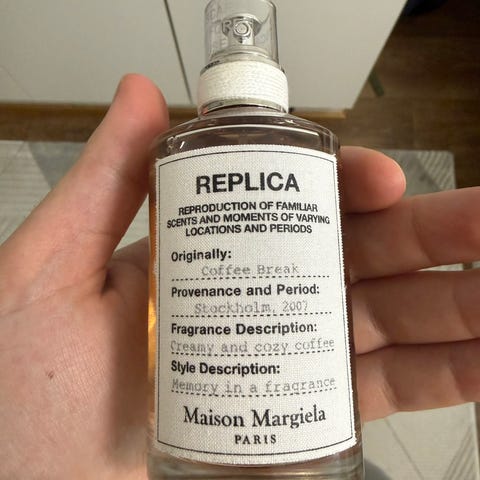 REPLICA
REPRODUCTION OF FAMILIAR
SCENTS AND MOMENTS OF VARYING
LOCATIONS AND PERIODS
Originally:
Coffee Break
Provenance and Period:
Stockholm, 2007
Fragrance Description:
Creamy and cozy coffee
Style Description:
Memory in a fragrance
Maison Margiela
PARIS